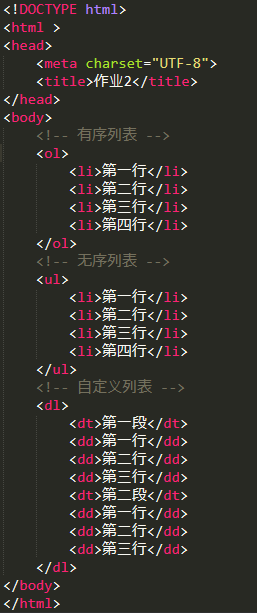 <!DOCTYPE html>
<html >
<head>
    <meta charset="UTF-8">
    <title>作业2</title>
</head>
<body>
    <!-- 有序列表 -->
    <ol>
        <li>第一行</li>
        <li>第二行</li>
        <li>第三行</li>
        <li>第四行</li>
    </ol>
    <!-- 无序列表 -->
    <ul>
        <li>第一行</li>
        <li>第二行</li>
        <li>第三行</li>
        <li>第四行</li>
    </ul>
    <!-- 自定义列表 -->
    <dl>
        <dt>第一段</dt>
        <dd>第一行</dd>
        <dd>第二行</dd>
        <dd>第三行</dd>
        <dt>第二段</dt>
        <dd>第一行</dd>
        <dd>第二行</dd>
        <dd>第三行</dd>
    </dl>
</body>
</html>